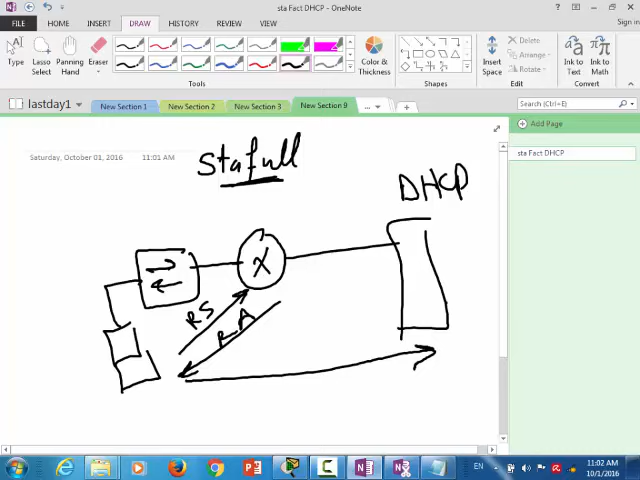 sta Fact DHCP - OneNote
FILE HOME INSERT DRAW HISTORY REVIEW VIEW
Sign in
Type
Lasso Select
Panning Hand
Eraser
Color & Thickness
Insert Space
Delete
Arrange
Rotate
Ink to Text
Ink to Math
Tools
Shapes
Edit
Convert
lastday1 New Section 1 New Section 2 New Section 3 New Section 9 ... +
Search (Ctrl+E)
Add Page
sta Fact DHCP
Saturday, October 01, 2016 11:01 AM
Stafull
DHCP
X
RS
R-A
EN
11:02 AM
10/1/2016